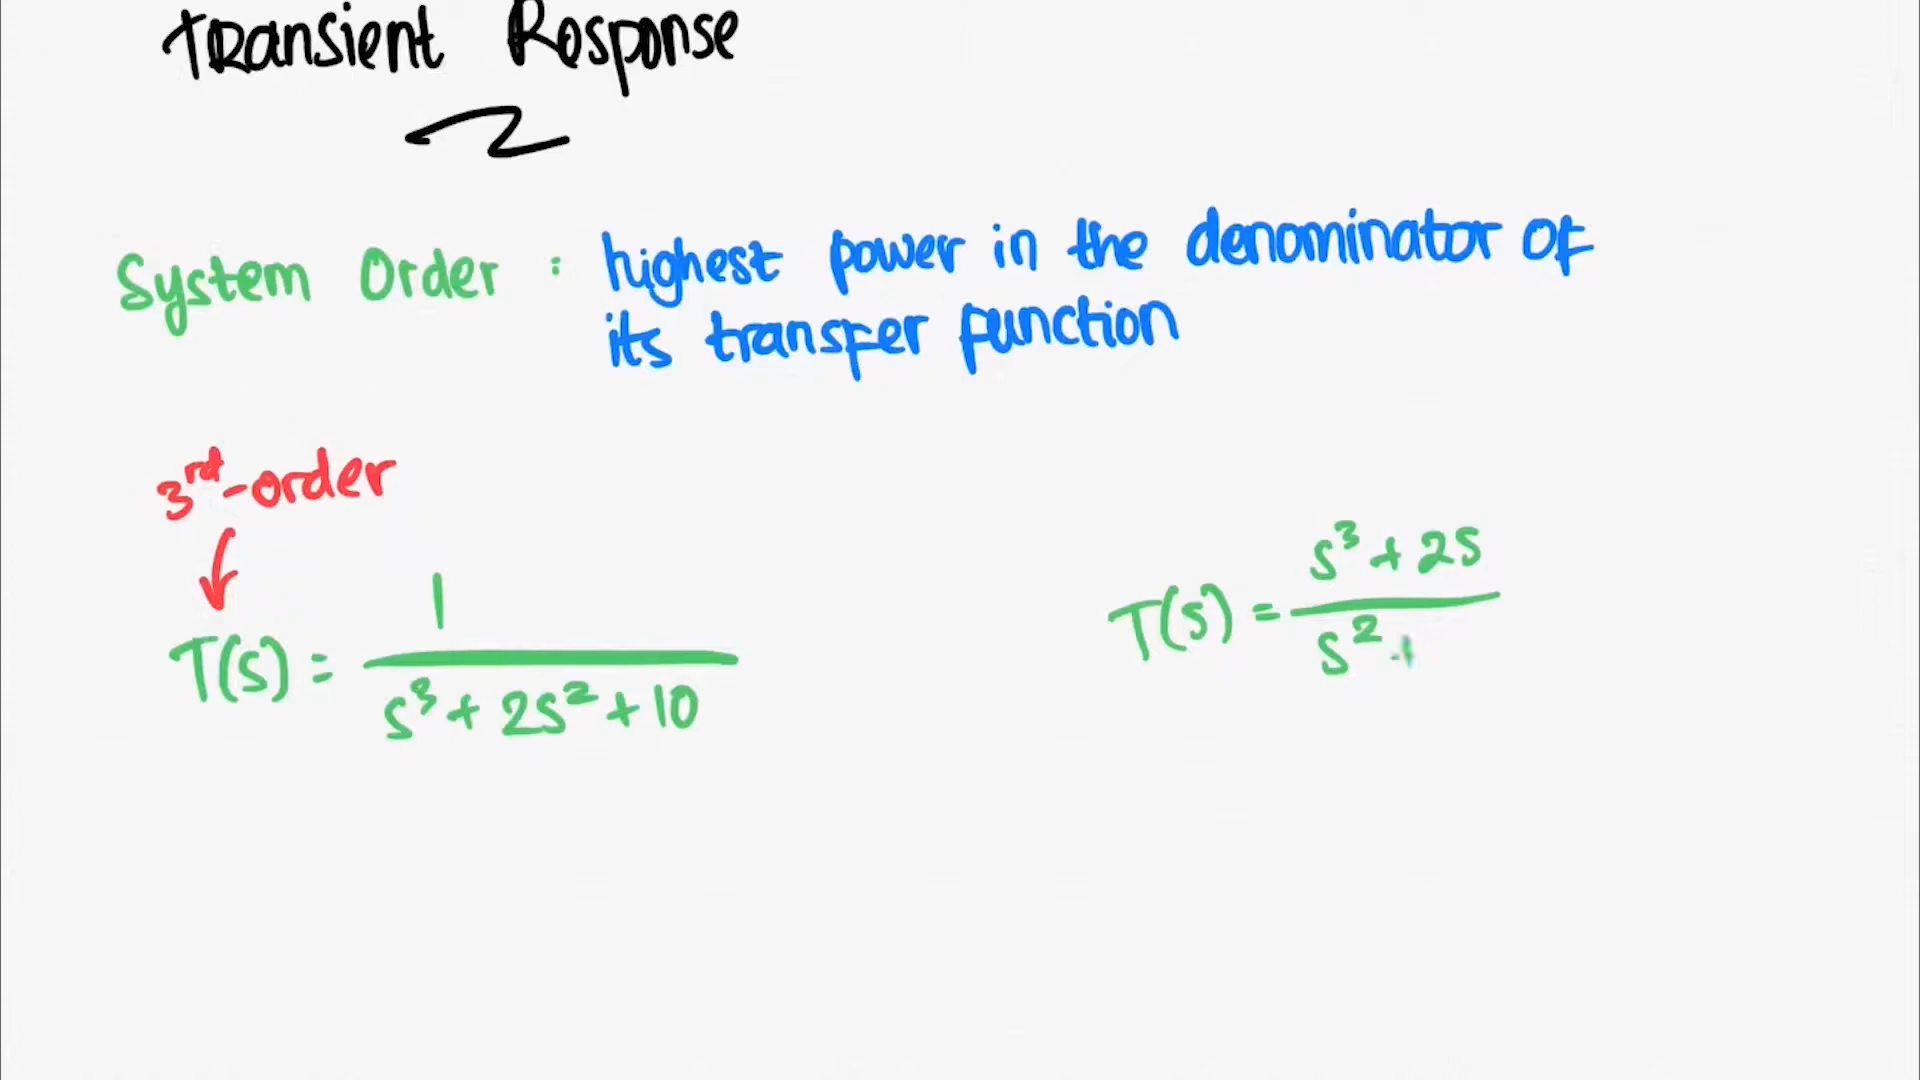 Transient Response
System Order : highest power in the denominator of
its transfer function
3rd-order
T(s) = 1 / s³ + 2s² + 10
T(s) = s³ + 2s / s² +